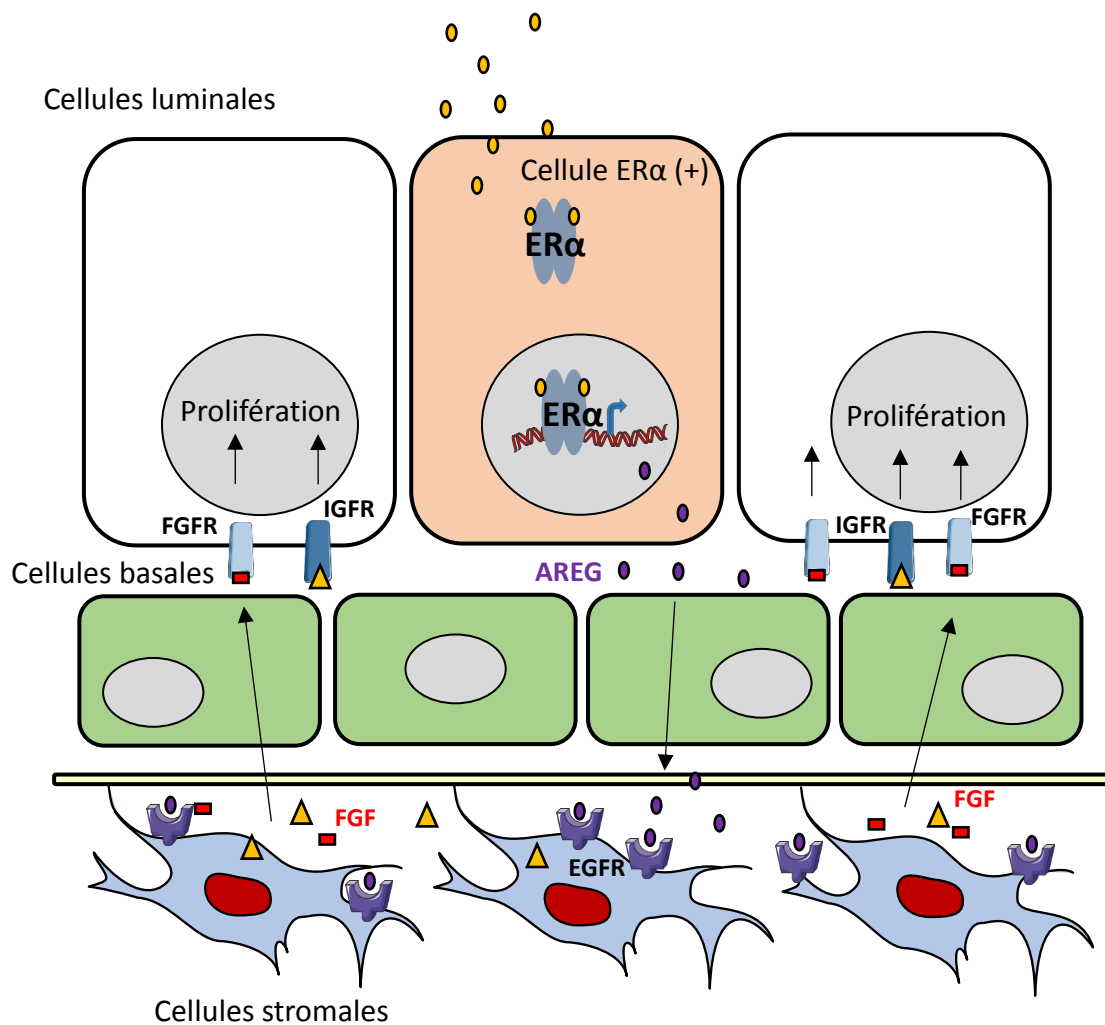 Cellules luminales
Cellule ERα (+)
ERα
Prolifération
ERα
Prolifération
FGFR
IGFR
IGFR
FGFR
Cellules basales
AREG
FGF
EGFR
FGF
Cellules stromales